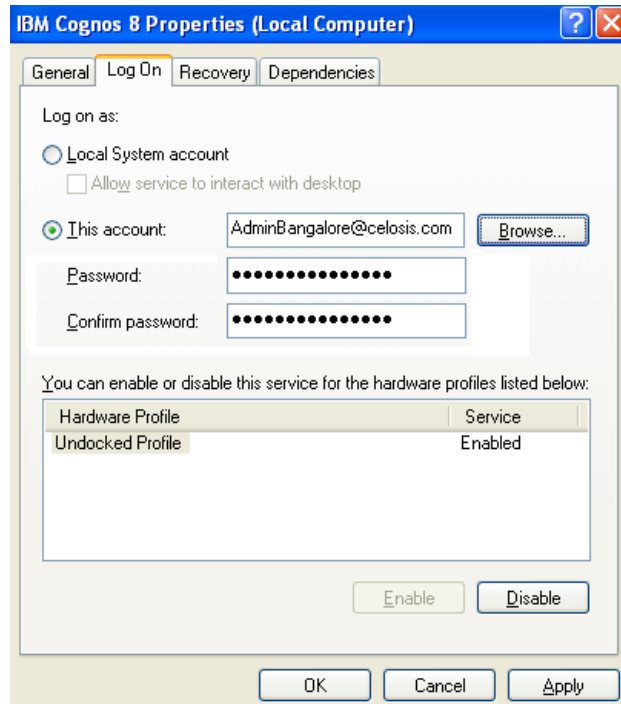 IBM Cognos 8 Properties (Local Computer)
General Log On Recovery Dependencies
Log on as:
Local System account
Allow service to interact with desktop
This account: AdminBangalore@celosis.com Browse...
Password: ●●●●●●●●●●●●●●●
Confirm password: ●●●●●●●●●●●●●●●
You can enable or disable this service for the hardware profiles listed below:
Hardware Profile Service
Undocked Profile Enabled
Enable Disable
OK Cancel Apply